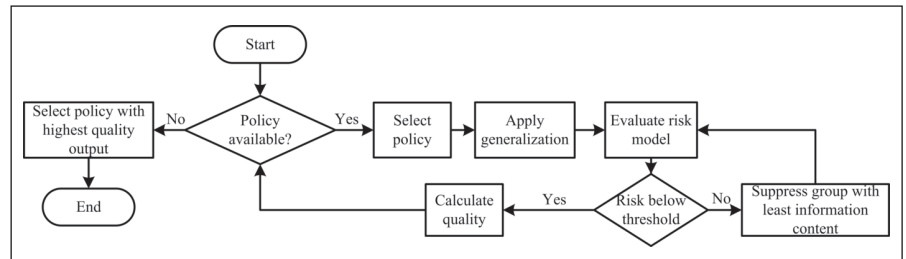 Start
Policy
available?
No
Select policy with
highest quality
output
End
Yes
Select
policy
Apply
generalization
Evaluate risk
model
Risk below
threshold
No
Suppress group with
least information
content
Yes
Calculate
quality